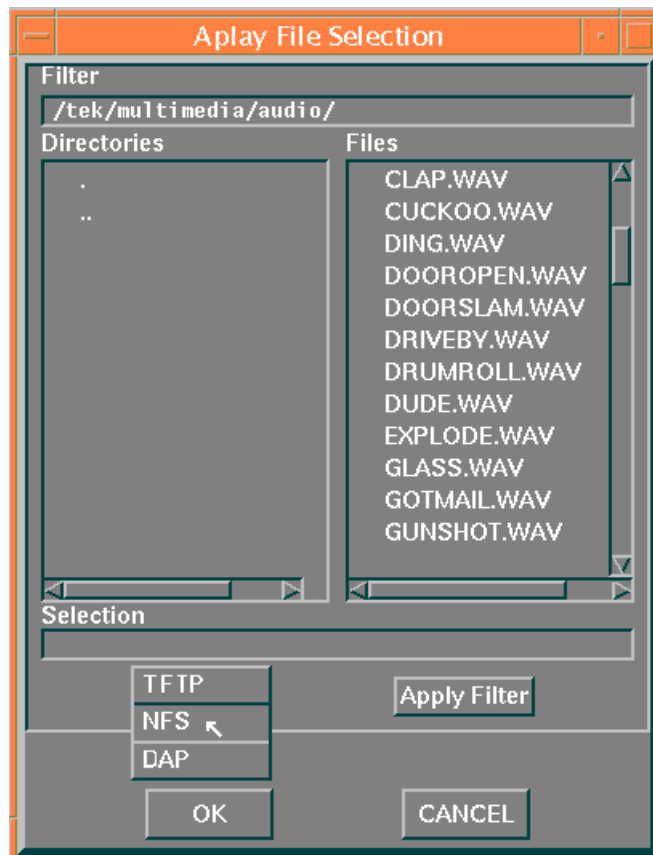 Aplay File Selection
Filter
/tek/multimedia/audio/
Directories
.
..
Files
CLAP.WAV
CUCKOO.WAV
DING.WAV
DOOROPEN.WAV
DOORSLAM.WAV
DRIVEBY.WAV
DRUMROLL.WAV
DUDE.WAV
EXPLODE.WAV
GLASS.WAV
GOTMAIL.WAV
GUNSHOT.WAV
Selection
TFTP
NFS
DAP
Apply Filter
OK
CANCEL